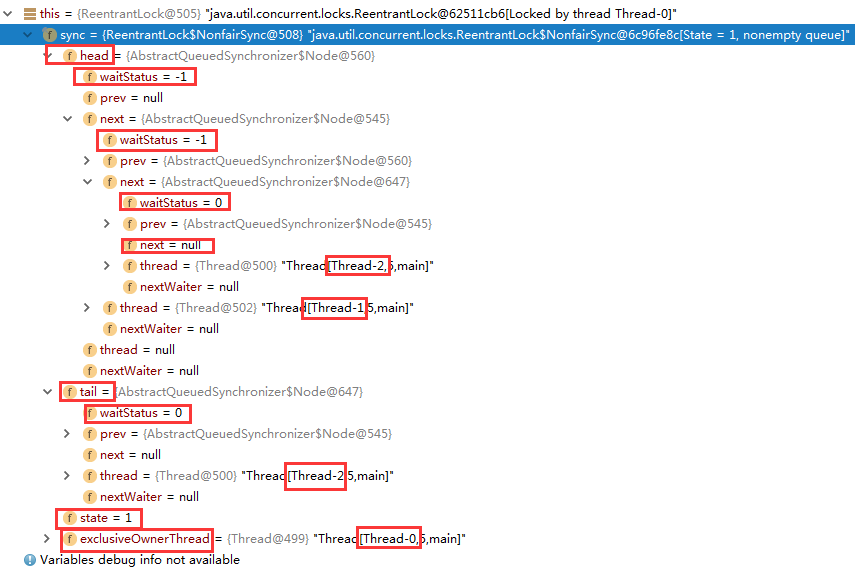 this = {ReentrantLock@505} "java.util.concurrent.locks.ReentrantLock@62511cb6[Locked by thread Thread-0]"
sync = {ReentrantLock$NonfairSync@508} "java.util.concurrent.locks.ReentrantLock$NonfairSync@6c96fe8c[State = 1, nonempty queue]"
f head = {AbstractQueuedSynchronizer$Node@560}
f waitStatus = -1
f prev = null
f next = {AbstractQueuedSynchronizer$Node@545}
f waitStatus = -1
f prev = {AbstractQueuedSynchronizer$Node@560}
f next = {AbstractQueuedSynchronizer$Node@647}
f waitStatus = 0
f prev = {AbstractQueuedSynchronizer$Node@545}
f next = null
f thread = {Thread@500} "Thread[Thread-2,5,main]"
f nextWaiter = null
f thread = {Thread@502} "Thread[Thread-1,5,main]"
f nextWaiter = null
f thread = null
f nextWaiter = null
f tail = {AbstractQueuedSynchronizer$Node@647}
f waitStatus = 0
f prev = {AbstractQueuedSynchronizer$Node@545}
f next = null
f thread = {Thread@500} "Thread[Thread-2,5,main]"
f nextWaiter = null
f state = 1
f exclusiveOwnerThread = {Thread@499} "Thread[Thread-0,5,main]"
Variables debug info not available